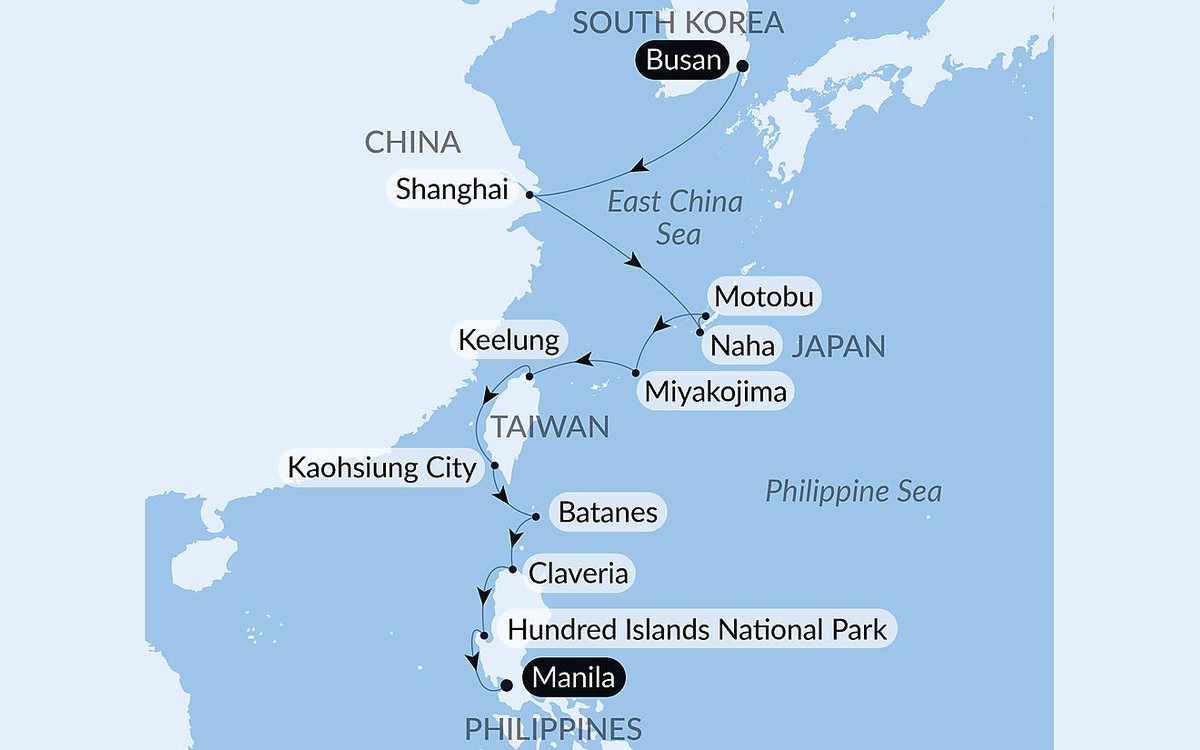 SOUTH KOREA
Busan
CHINA
Shanghai
East China
Sea
Motobu
Keelung
Naha
JAPAN
Miyakojima
TAIWAN
Kaohsiung City
Philippine Sea
Batanes
Claveria
Hundred Islands National Park
Manila
PHILIPPINES